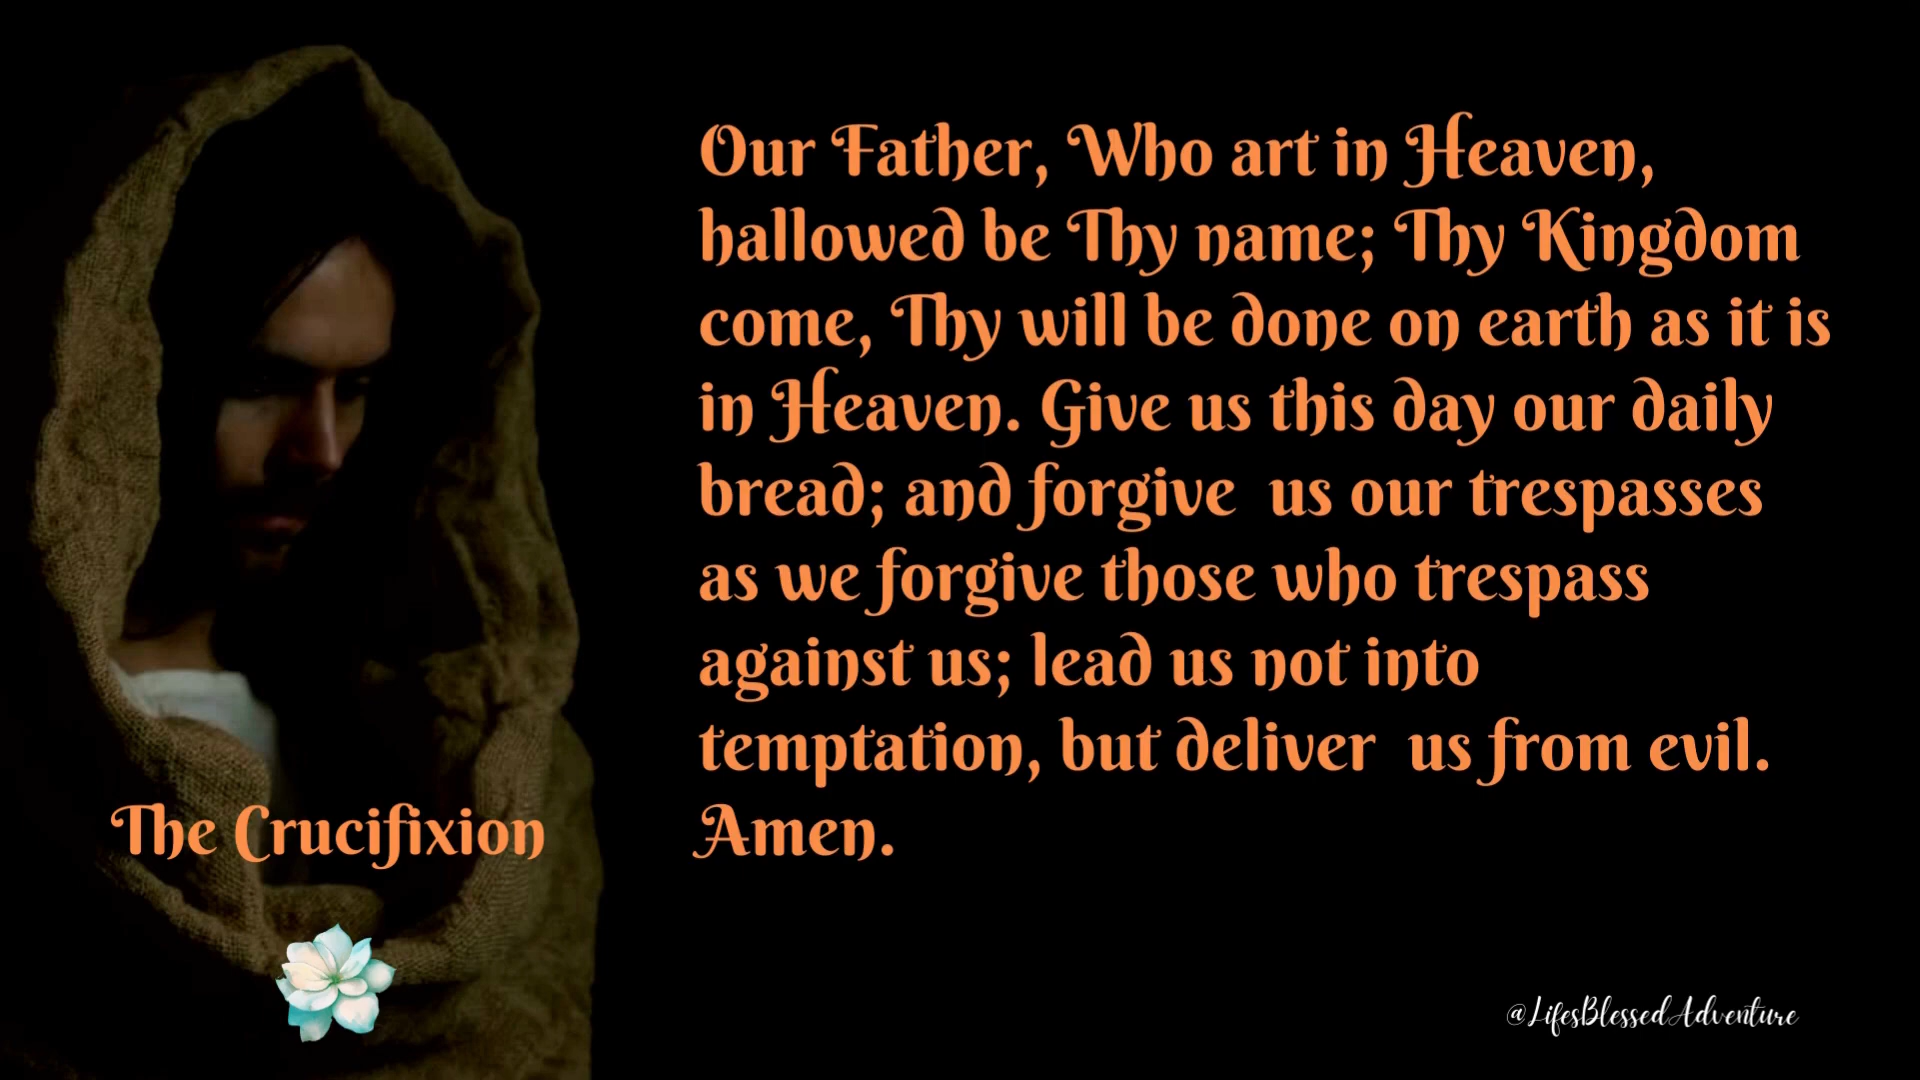 Our Father, Who art in Heaven,
hallowed be Thy name; Thy Kingdom
come, Thy will be done on earth as it is
in Heaven. Give us this day our daily
bread; and forgive  us our trespasses
as we forgive those who trespass
against us; lead us not into
temptation, but deliver  us from evil.
Amen.
The Crucifixion
@LifesBlessedAdventure